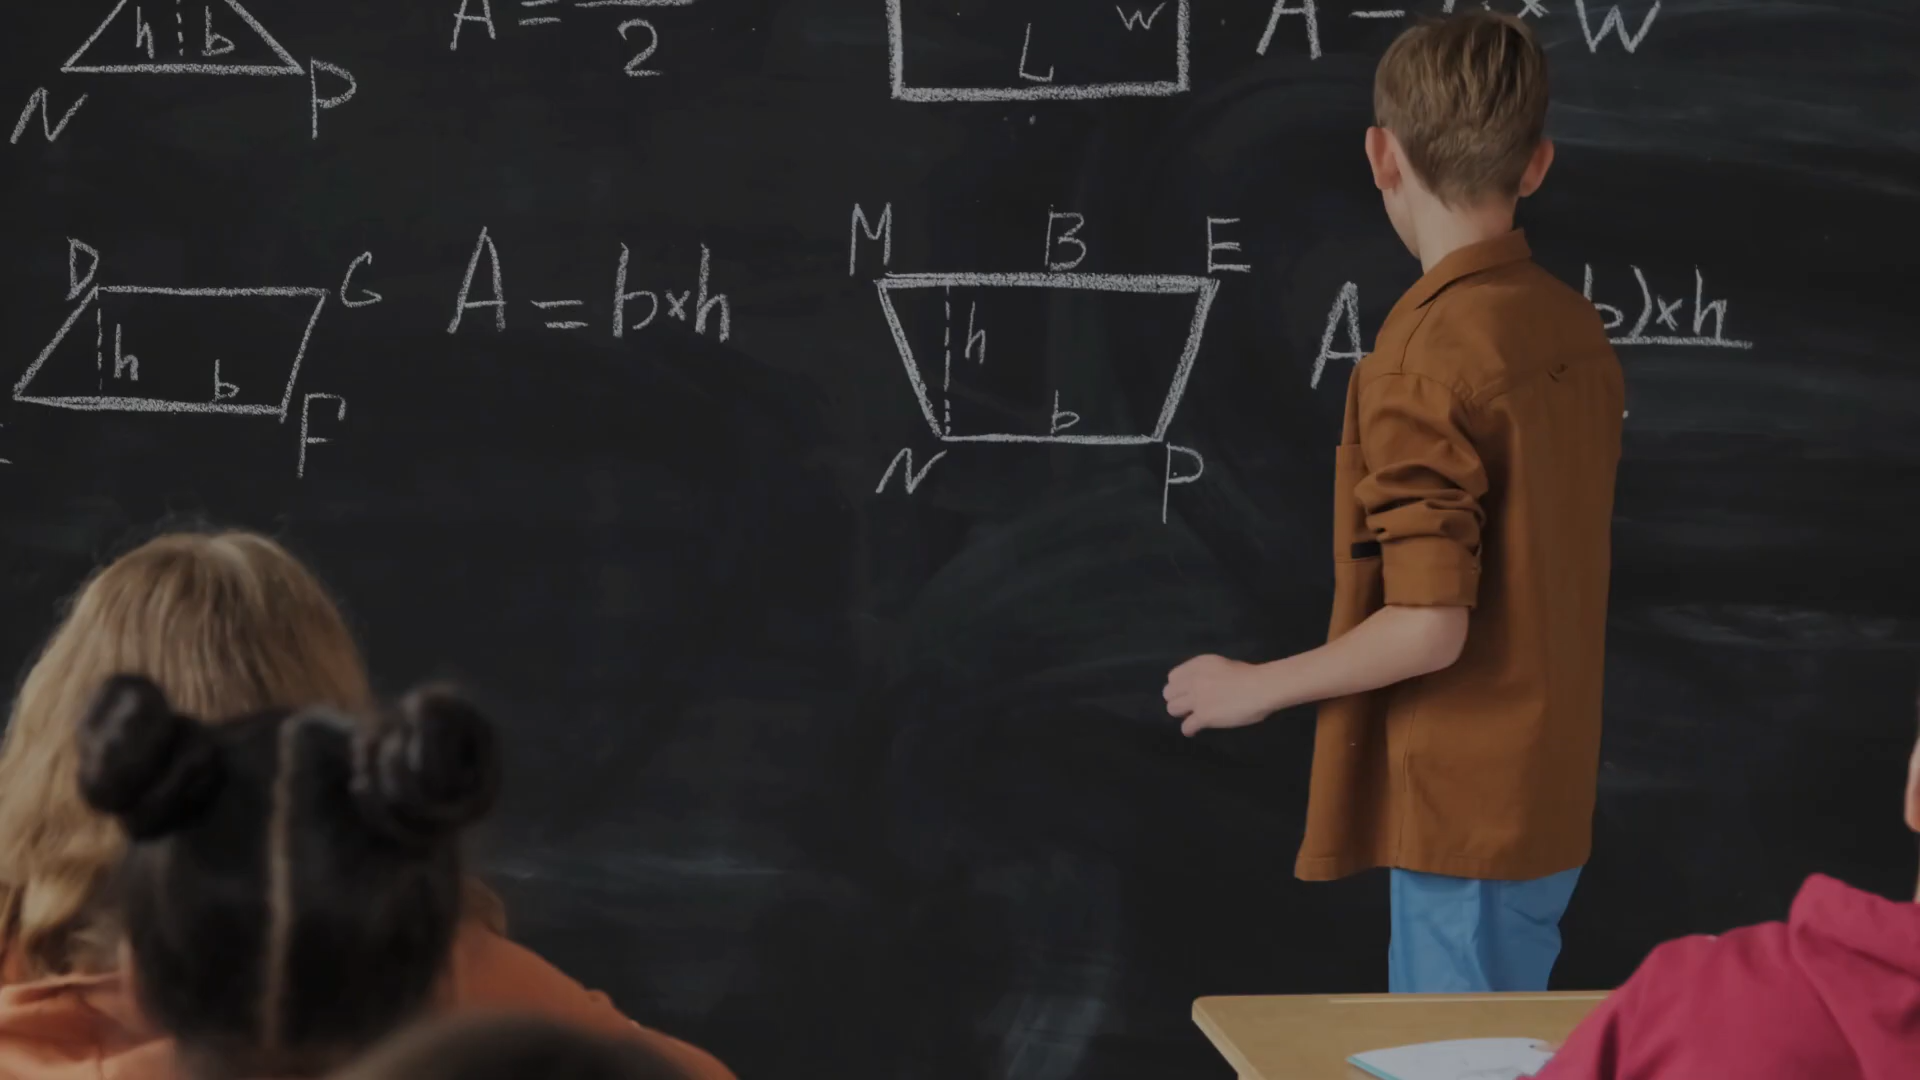 h b
N P
A = 2
L W
A = × W
D G
h b
F
A = b×h
M B E
h
b
N P
A b)×h